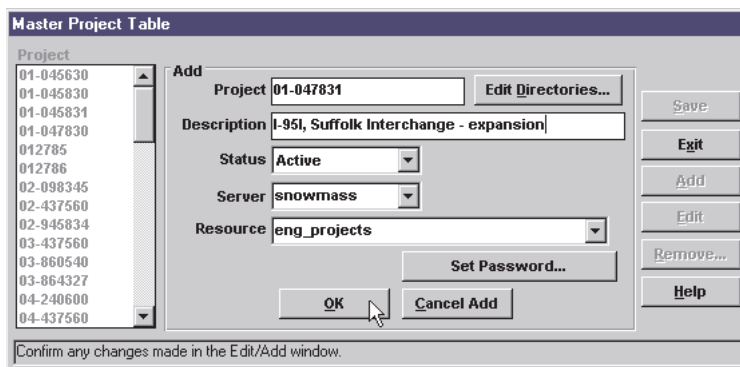 Master Project Table
Project
01-045630
01-045830
01-045831
01-047830
012785
012786
02-098345
02-437560
02-945834
03-437560
03-860540
03-864327
04-240600
04-437560
Add
Project 01-047831 Edit Directories...
Description I-95I, Suffolk Interchange - expansion
Status Active
Server snowmass
Resource eng_projects
Set Password...
OK Cancel Add
Save
Exit
Add
Edit
Remove...
Help
Confirm any changes made in the Edit/Add window.